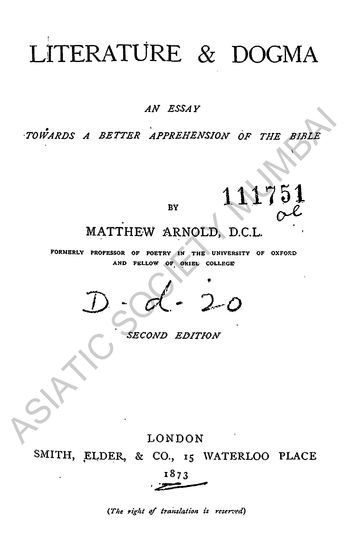 LITERATURE & DOGMA
AN ESSAY
TOWARDS A BETTER APPREHENSION OF THE BIBLE
BY
111751
MATTHEW ARNOLD, D.C.L.
FORMERLY PROFESSOR OF POETRY IN THE UNIVERSITY OF OXFORD
AND FELLOW OF ORIEL COLLEGE
D-d-20
SECOND EDITION
LONDON
SMITH, ELDER, & CO., 15 WATERLOO PLACE
1873
(The right of translation is reserved)
ASIATIC SOCIETY MUMBAI